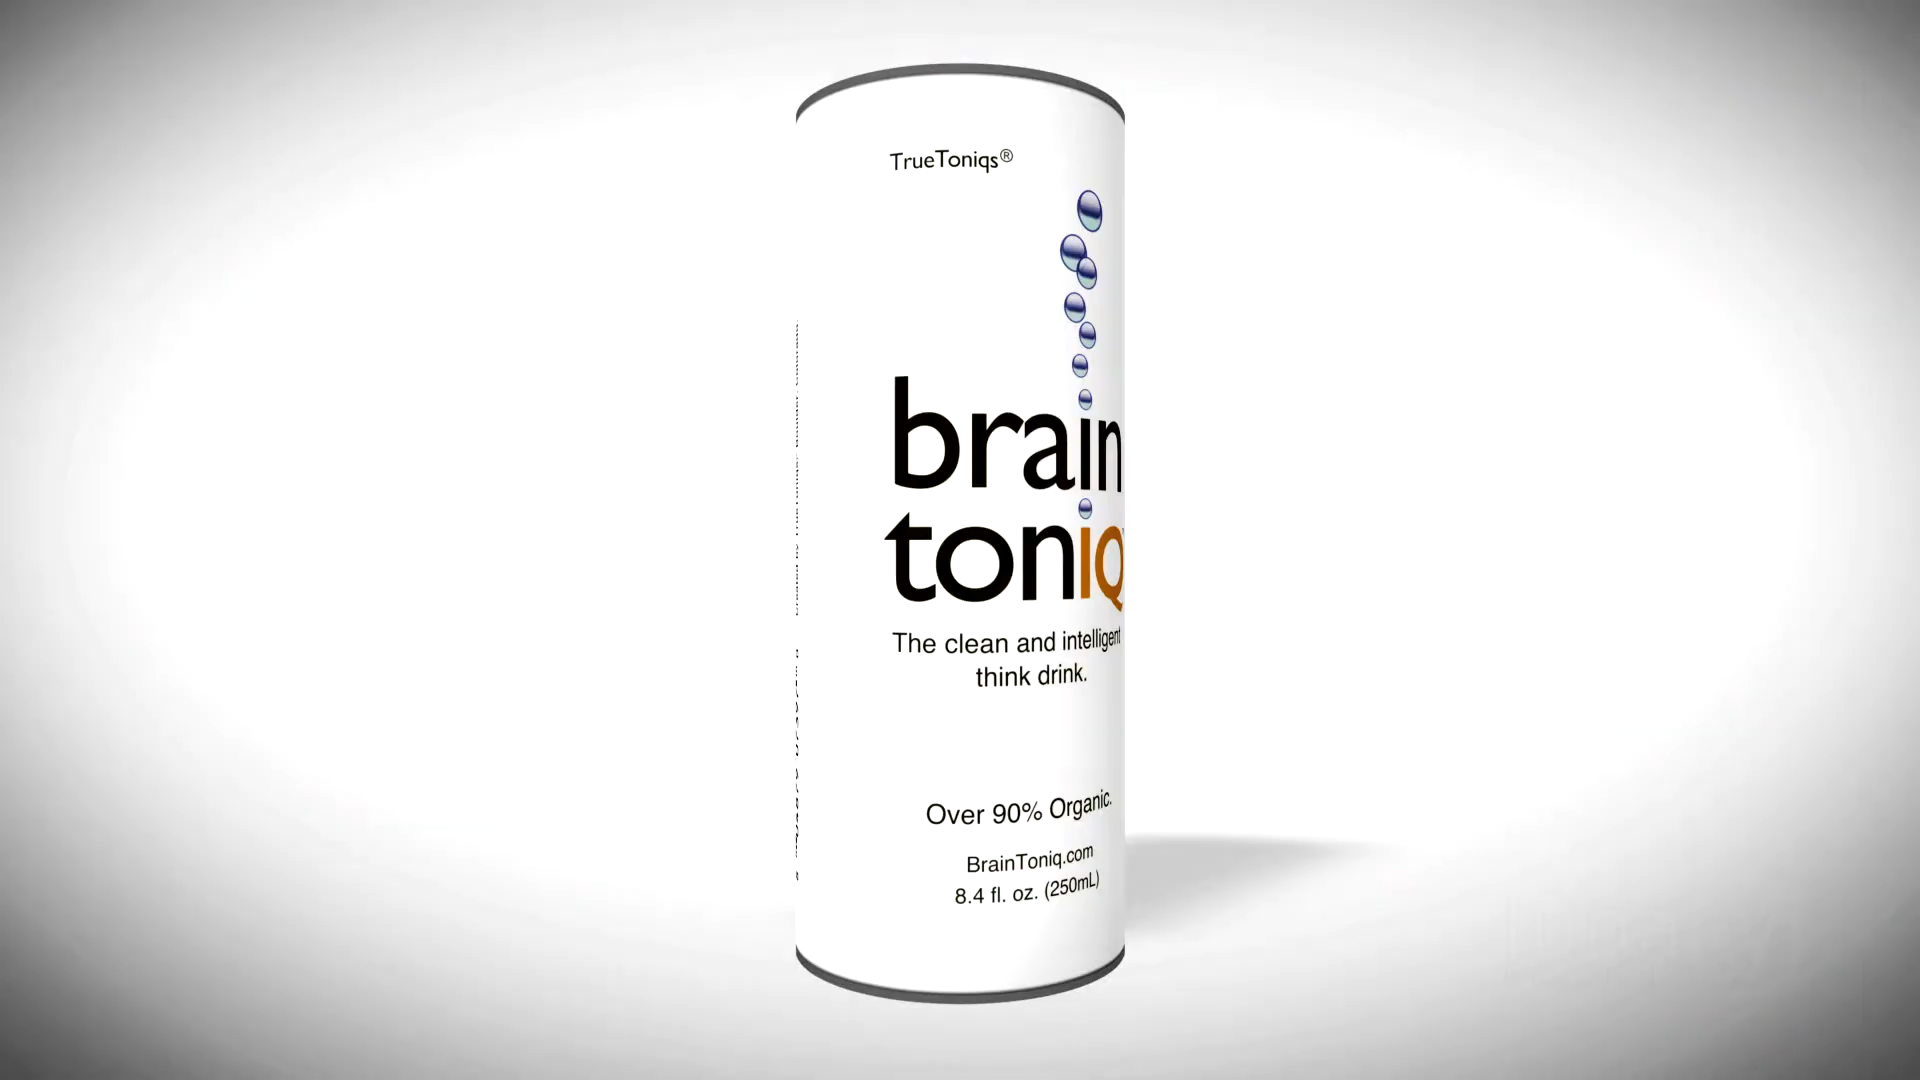 TrueToniqs®
brain
toniq
The clean and intelligent
think drink.
Over 90% Organic.
BrainToniq.com
8.4 fl. oz. (250mL)